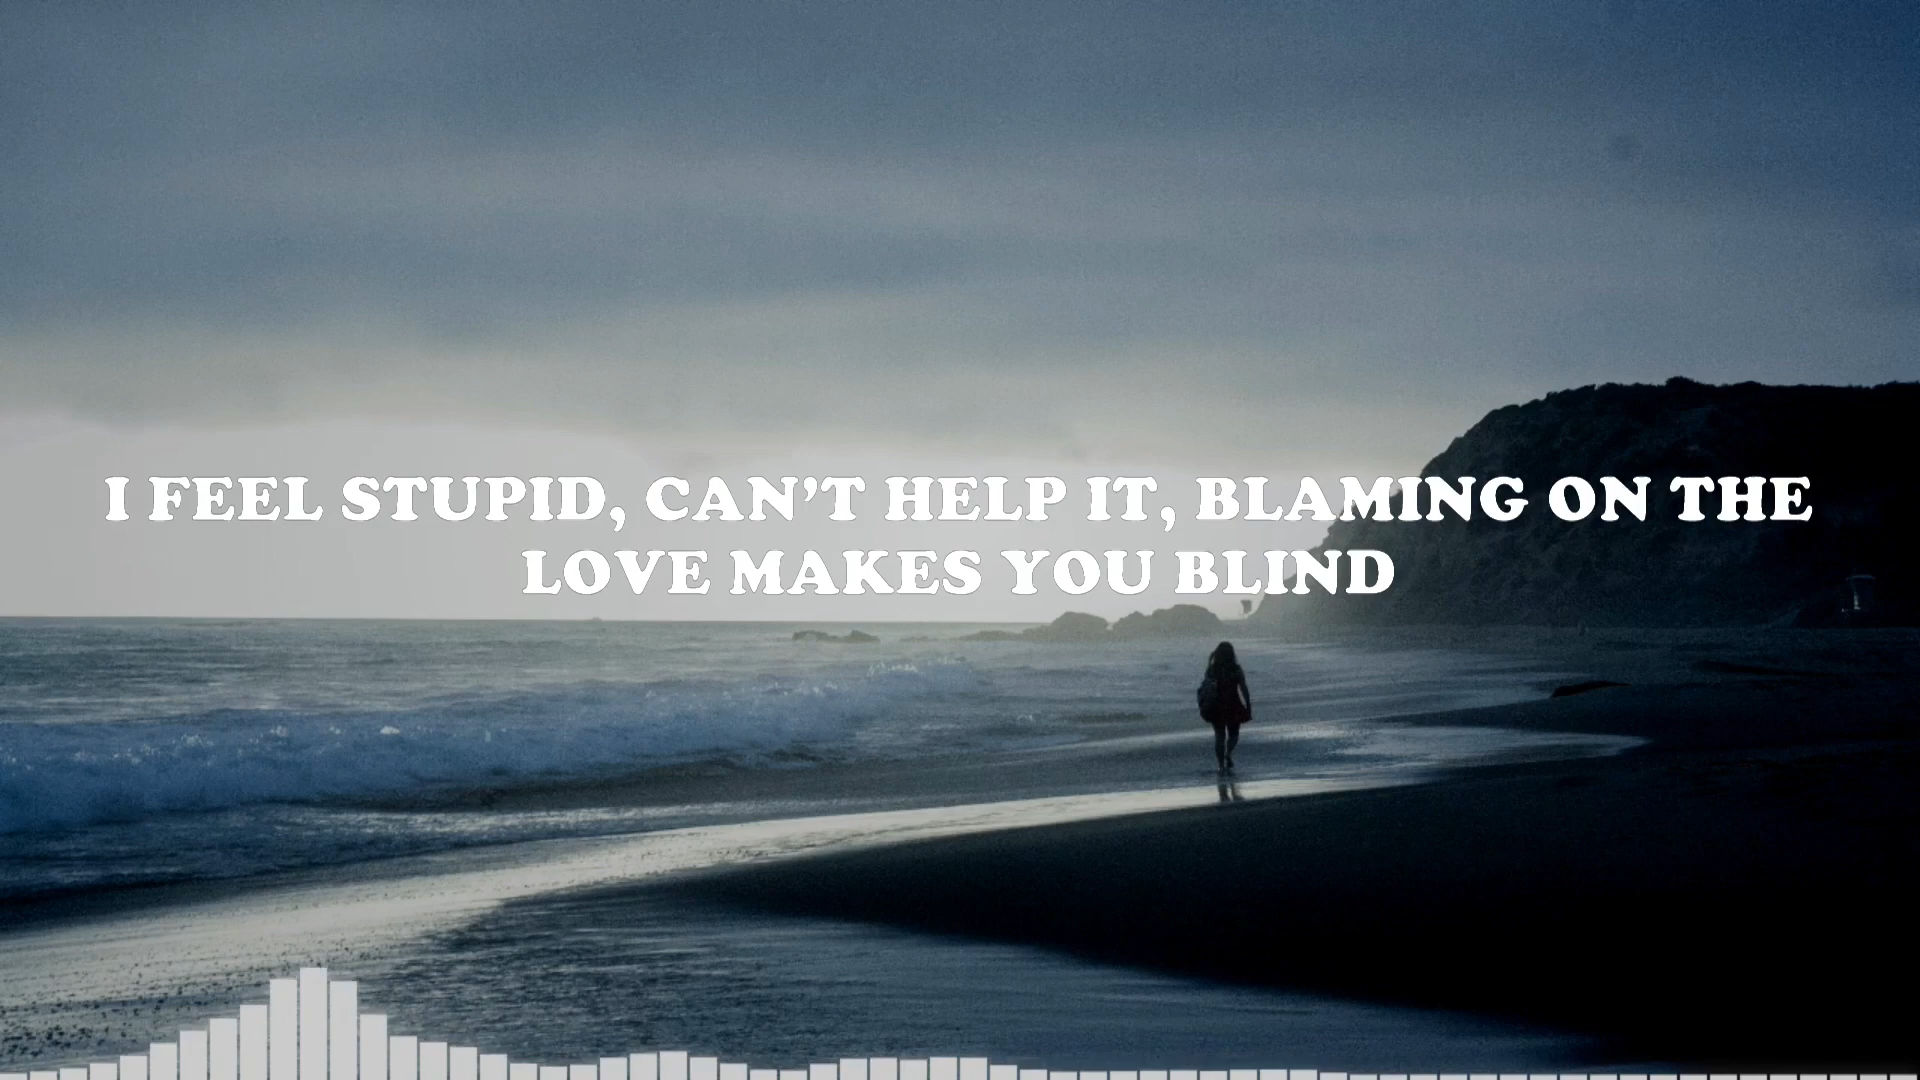 I FEEL STUPID, CAN’T HELP IT, BLAMING ON THE
LOVE MAKES YOU BLIND